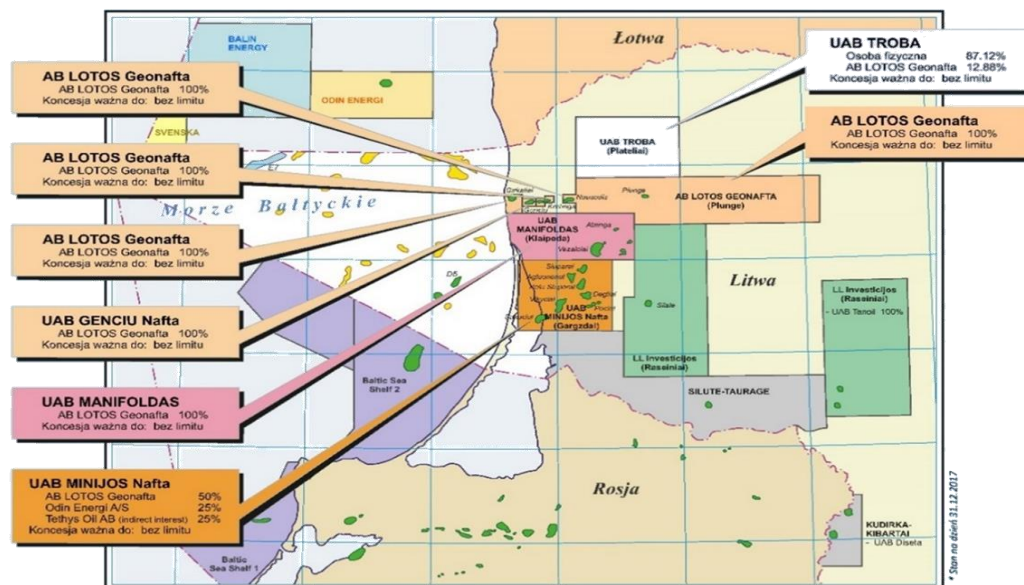 AB LOTOS Geonafta
AB LOTOS Geonafta 100%
Koncesja ważna do: bez limitu
AB LOTOS Geonafta
AB LOTOS Geonafta 100%
Koncesja ważna do: bez limitu
AB LOTOS Geonafta
AB LOTOS Geonafta 100%
Koncesja ważna do: bez limitu
UAB GENCIU Nafta
AB LOTOS Geonafta 100%
Koncesja ważna do: bez limitu
UAB MANIFOLDAS
AB LOTOS Geonafta 100%
Koncesja ważna do: bez limitu
UAB MINIJOS Nafta
AB LOTOS Geonafta 50%
Odin Energi A/S 25%
Tethys Oil AB (indirect interest) 25%
Koncesja ważna do: bez limitu
UAB TROBA
Osoba fizyczna 87.12%
AB LOTOS Geonafta 12.88%
Koncesja ważna do: bez limitu
AB LOTOS Geonafta
AB LOTOS Geonafta 100%
Koncesja ważna do: bez limitu
BALIN
ENERGY
ODIN ENERGI
SVENSKA
Morze Bałtyckie
Łotwa
Litwa
Rosja
UAB TROBA
(Plateliai)
Plunge
AB LOTOS GEONAFTA
(Plunge)
UAB
MANIFOLDAS
(Klaipeda)
Ablinga
Vezaiciai
Degliai
UAB
MINIJOS Nafta
(Gargzdai)
Silale
LL Investicijos
(Raseiniai)
LL Investicijos
(Raseiniai)
- UAB Tanoil 100%
SILUTE-TAURAGE
D6
Baltic Sea
Shelf 2
Baltic
Sea Shelf 1
KUDIRKA-
KIBARTAI
- UAB Diseta
Stan na dzień 31.12.2017